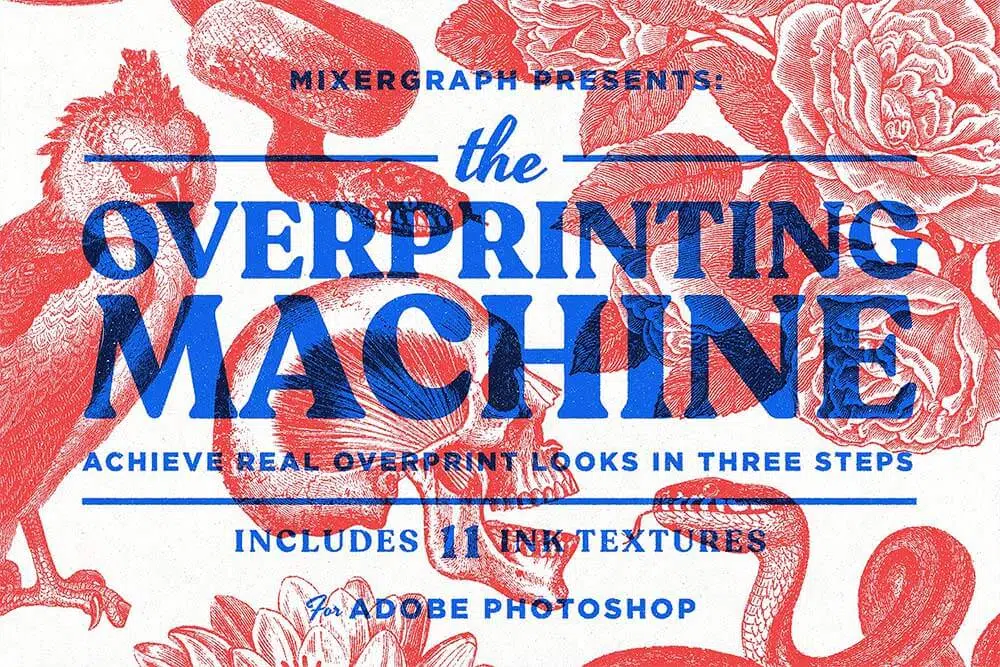 MIXERGRAPH PRESENTS:
the
OVERPRINTING
MACHINE
ACHIEVE REAL OVERPRINT LOOKS IN THREE STEPS
INCLUDES 11 INK TEXTURES
For ADOBE PHOTOSHOP